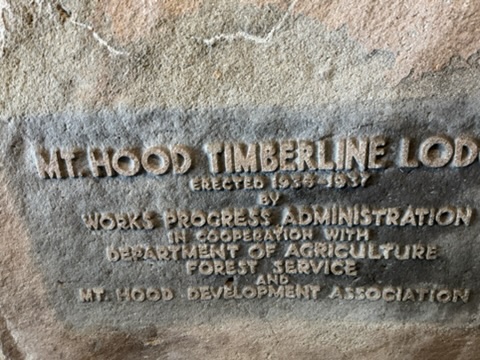 MT. HOOD TIMBERLINE LOD
ERECTED 1936-1937
BY
WORKS PROGRESS ADMINISTRATION
IN COOPERATION WITH
DEPARTMENT OF AGRICULTURE
FOREST SERVICE
AND
MT. HOOD DEVELOPMENT ASSOCIATION